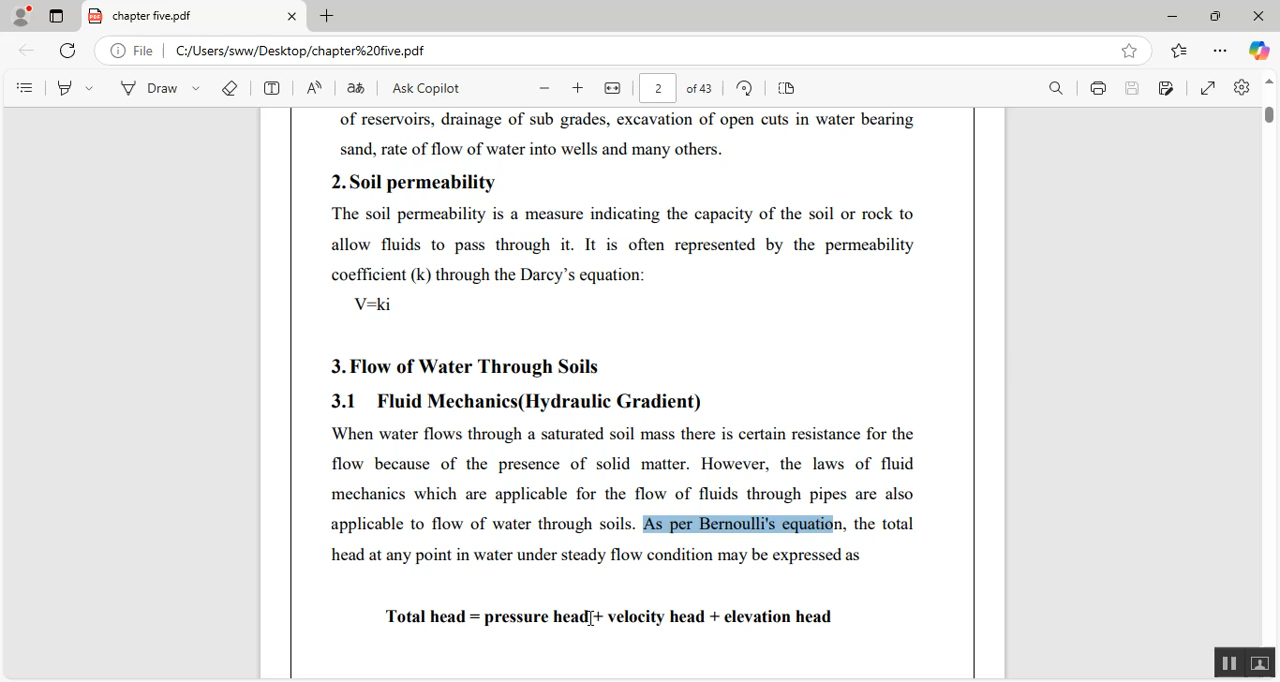 chapter five.pdf
File
C:/Users/sww/Desktop/chapter%20five.pdf
Draw
aあ
Ask Copilot
2 of 43
of reservoirs, drainage of sub grades, excavation of open cuts in water bearing
sand, rate of flow of water into wells and many others.
2. Soil permeability
The soil permeability is a measure indicating the capacity of the soil or rock to
allow fluids to pass through it. It is often represented by the permeability
coefficient (k) through the Darcy's equation:
V=ki
3. Flow of Water Through Soils
3.1 Fluid Mechanics(Hydraulic Gradient)
When water flows through a saturated soil mass there is certain resistance for the
flow because of the presence of solid matter. However, the laws of fluid
mechanics which are applicable for the flow of fluids through pipes are also
applicable to flow of water through soils. As per Bernoulli's equation, the total
head at any point in water under steady flow condition may be expressed as
Total head = pressure head + velocity head + elevation head